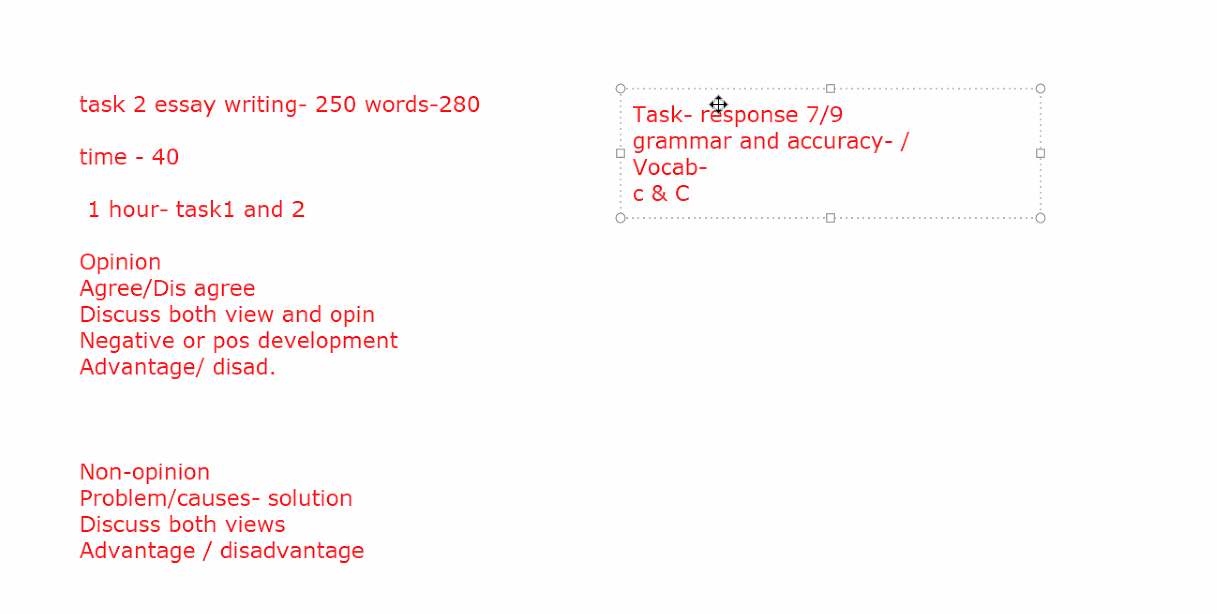 task 2 essay writing- 250 words-280
time - 40
1 hour- task1 and 2
Opinion
Agree/Dis agree
Discuss both view and opin
Negative or pos development
Advantage/ disad.
Non-opinion
Problem/causes- solution
Discuss both views
Advantage / disadvantage
Task- response 7/9
grammar and accuracy- /
Vocab-
c & C